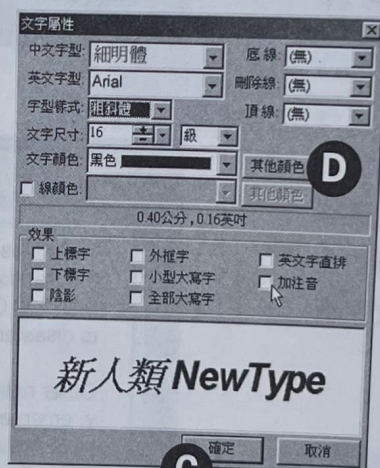 文字屬性
中文字型: 細明體 底線: (無)
英文字型: Arial 刪除線: (無)
字型樣式: 粗斜體 頂線: (無)
文字尺寸: 16 級
文字顏色: 黑色 其他顏色 D
線顏色: 其他顏色
0.40公分,0.16英吋
效果
上標字 外框字 英文字直排
下標字 小型大寫字 加注音
陰影 全部大寫字
新人類 NewType
確定 取消
C